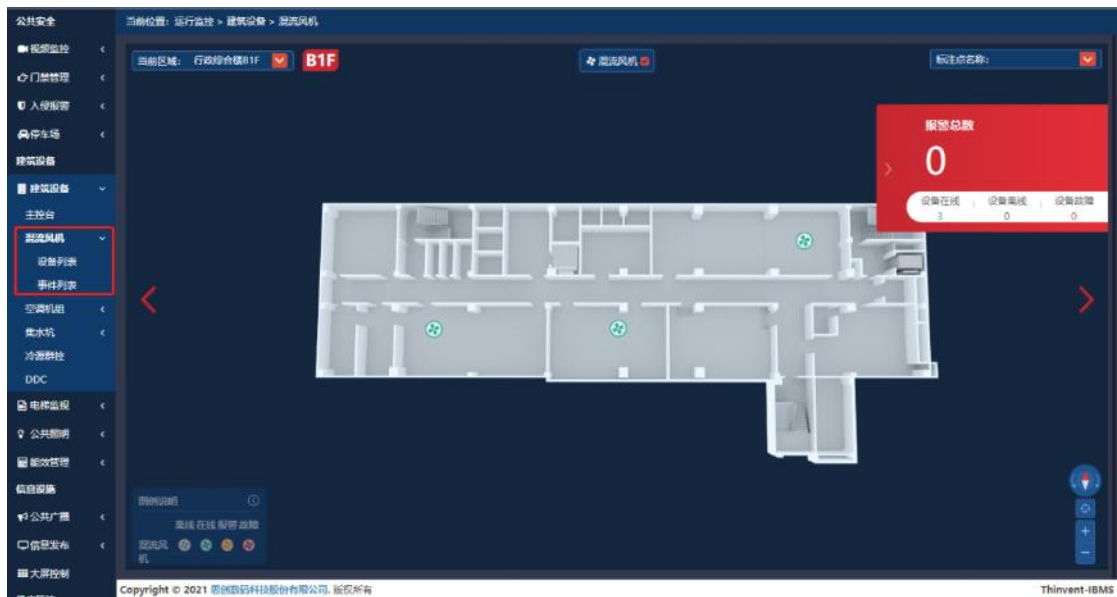 公共安全
当前位置: 运行监控 > 建筑设备 > 混流风机
视频监控
门禁管理
入侵报警
停车场
建筑设备
建筑设备
主控台
混流风机
设备列表
事件列表
空调机组
集水坑
冷源群控
DDC
电梯监视
公共照明
能效管理
信息设施
公共广播
信息发布
大屏控制
当前区域: 行政综合楼B1F
B1F
混流风机
标注点名称:
报警总数
0
设备在线 设备离线 设备故障
3 0 0
图例说明
离线 在线 报警 故障
混流风
机
Copyright © 2021 思创数码科技股份有限公司. 版权所有
Thinvent-IBMS